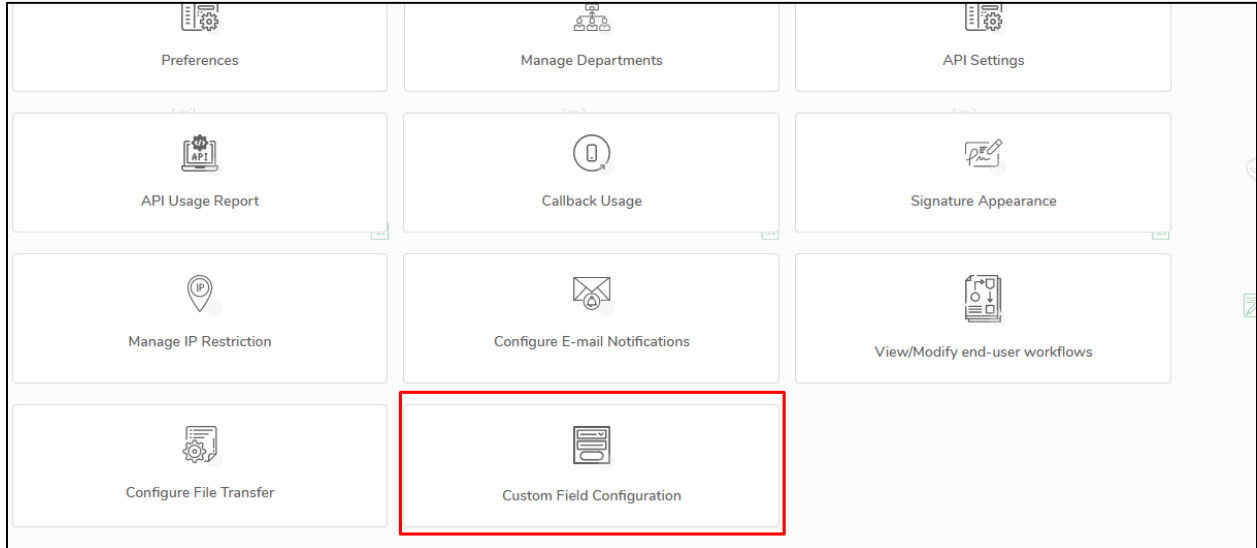 Preferences
Manage Departments
API Settings
API
API Usage Report
Callback Usage
Signature Appearance
IP
Manage IP Restriction
Configure E-mail Notifications
View/Modify end-user workflows
Configure File Transfer
Custom Field Configuration